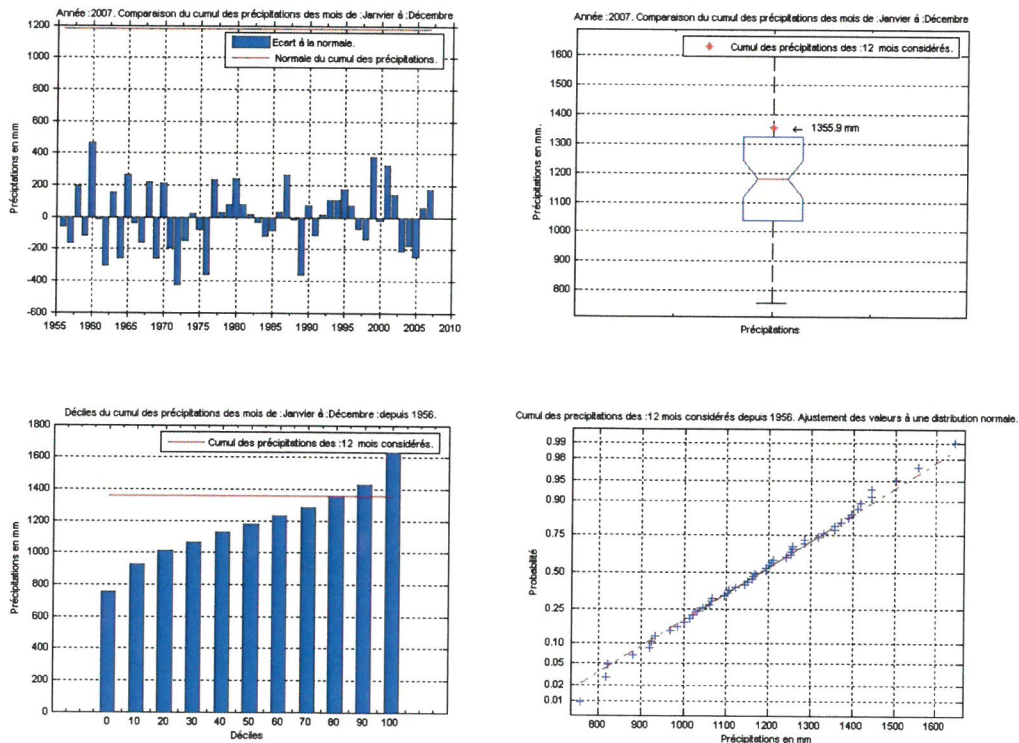 Année :2007. Comparaison du cumul des précipitations des mois de :Janvier à :Décembre
1200
1000
800
600
400
200
0
-200
-400
-600
Précipitations en mm
Ecart à la normale.
Normale du cumul des précipitations.
1955 1960 1965 1970 1975 1980 1985 1990 1995 2000 2005 2010
Année :2007. Comparaison du cumul des précipitations des mois de :Janvier à :Décembre
Cumul des précipitations des :12 mois considérés.
1600
1500
1400
1300
1200
1100
1000
900
800
Précipitations en mm.
← 1355.9 mm
Précipitations
Déciles du cumul des précipitations des mois de :Janvier à :Décembre :depuis 1956.
Cumul des précipitations des :12 mois considérés.
1800
1600
1400
1200
1000
800
600
400
200
0
Précipitations en mm
0 10 20 30 40 50 60 70 80 90 100
Déciles
Cumul des precipitations des :12 mois considérés depuis 1956. Ajustement des valeurs à une distribution normale.
0.99
0.98
0.95
0.90
0.75
0.50
0.25
0.10
0.05
0.02
0.01
Probabilité
800 900 1000 1100 1200 1300 1400 1500 1600
Précipitations en mm